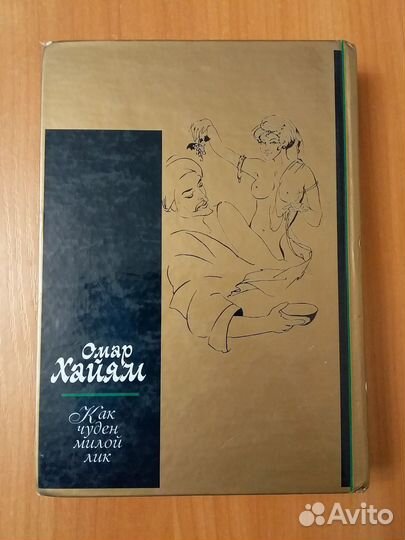 Омар
Хайям
Как
чуден
милой
лик
Avito